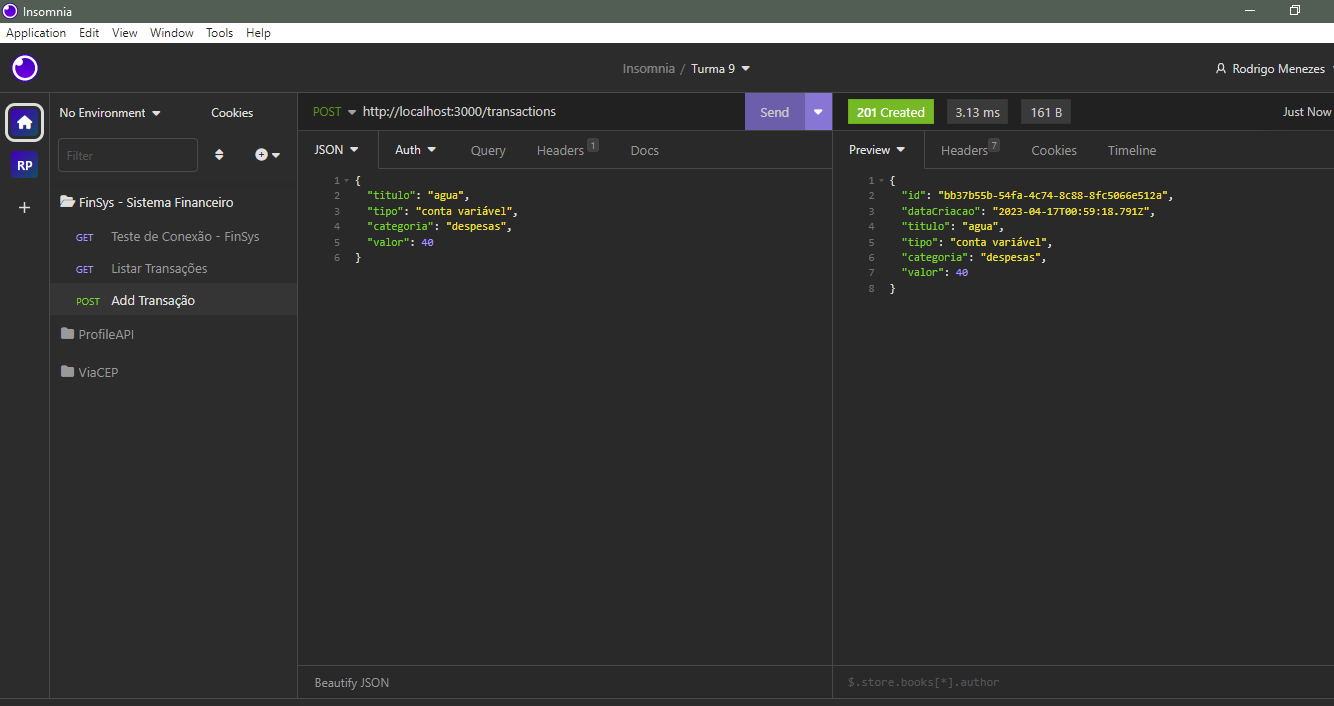 Insomnia
Application Edit View Window Tools Help
Insomnia / Turma 9
Rodrigo Menezes
No Environment Cookies
POST http://localhost:3000/transactions Send
201 Created 3.13 ms 161 B Just Now
RP
Filter
JSON Auth Query Headers 1 Docs
Preview Headers 7 Cookies Timeline
FinSys - Sistema Financeiro
GET Teste de Conexão - FinSys
GET Listar Transações
POST Add Transação
ProfileAPI
ViaCEP
1 {
2 "titulo": "agua",
3 "tipo": "conta variável",
4 "categoria": "despesas",
5 "valor": 40
6 }
1 {
2 "id": "bb37b55b-54fa-4c74-8c88-8fc5066e512a",
3 "dataCriacao": "2023-04-17T00:59:18.791Z",
4 "titulo": "agua",
5 "tipo": "conta variável",
6 "categoria": "despesas",
7 "valor": 40
8 }
Beautify JSON
$.store.books[*].author